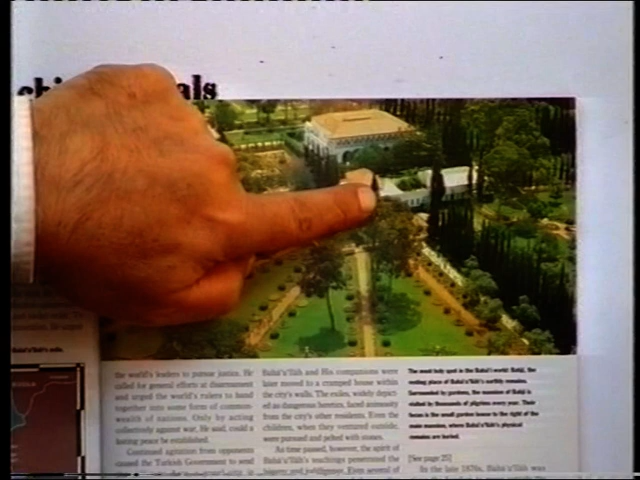 the world's leaders to pursue justice. He
called for general efforts at disarmament
and urged the world's rulers to band
together into some form of common-
wealth of nations. Only by acting
collectively against war, He said, could a
lasting peace be established.
Continued agitation from opponents
caused the Turkish Government to send
Bahá'u'lláh and His companions were
later moved to a cramped house within
the city's walls. The exiles, widely depict-
ed as dangerous heretics, faced animosity
from the city's other residents. Even the
children, when they ventured outside,
were pursued and pelted with stones.
As time passed, however, the spirit of
Bahá'u'lláh's teachings penetrated the
bigotry and indifference. Even several of
The most holy spot in the Bahá'í world: Bahjí, the
resting place of Bahá'u'lláh's earthly remains.
Surrounded by gardens, the mansion of Bahjí is
visited by thousands of pilgrims every year. Their
focus is the small garden house to the right of the
main mansion, where Bahá'u'lláh's physical
remains are buried.
[See page 25]
In the late 1870s, Bahá'u'lláh was